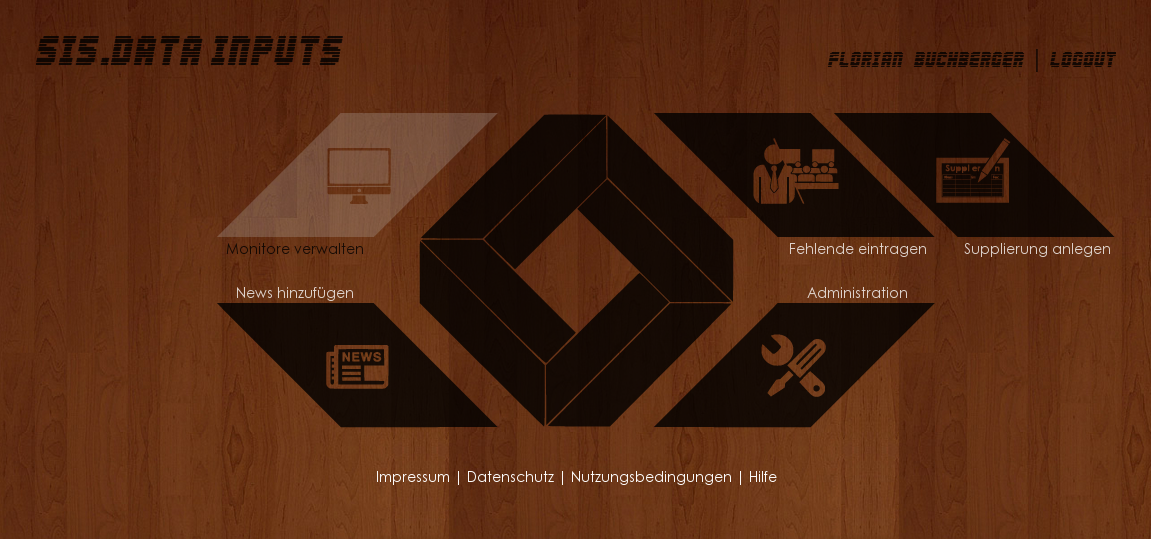 SIS.DATA INPUTS
FLORIAN BUCHBERGER | LOGOUT
Monitore verwalten
Fehlende eintragen
Supplierung anlegen
News hinzufügen
Administration
NEWS
Impressum | Datenschutz | Nutzungsbedingungen | Hilfe